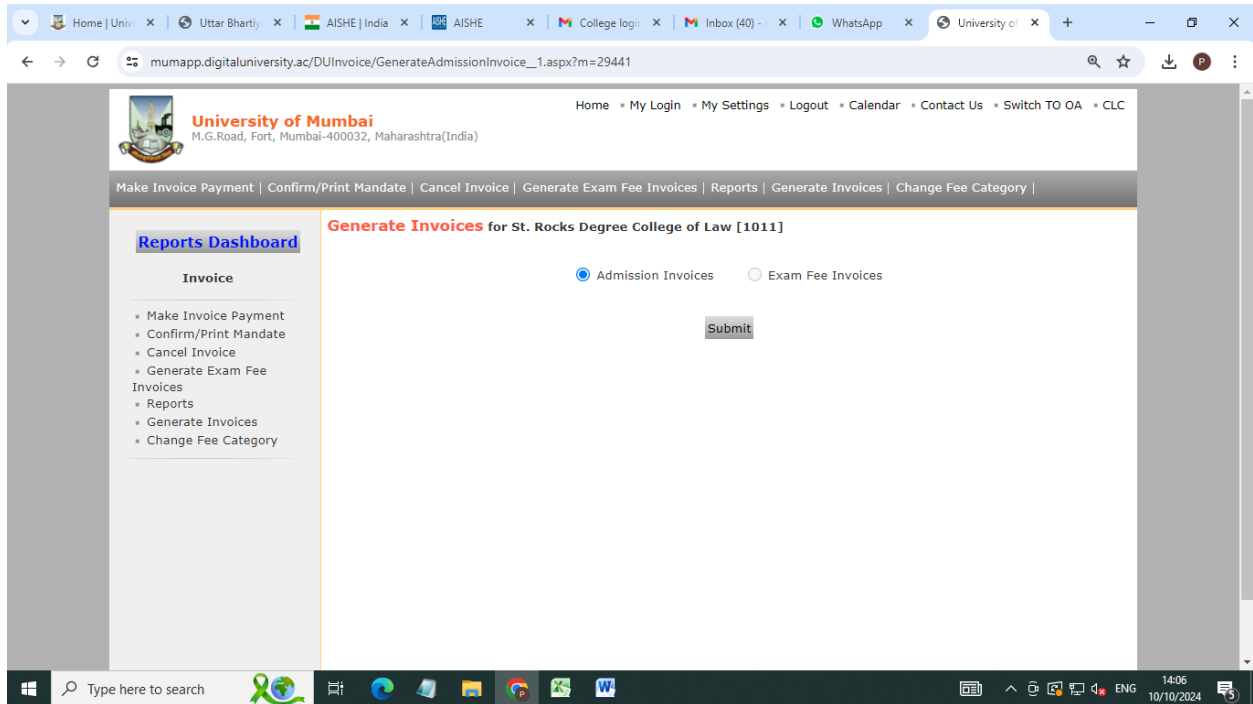 Home | Unive
Uttar Bhartiy
AISHE | India
AISHE
College login
Inbox (40) -
WhatsApp
University of
mumapp.digitaluniversity.ac/DUInvoice/GenerateAdmissionInvoice__1.aspx?m=29441
P
Home My Login My Settings Logout Calendar Contact Us Switch TO OA CLC
University of Mumbai
M.G.Road, Fort, Mumbai-400032, Maharashtra(India)
Make Invoice Payment | Confirm/Print Mandate | Cancel Invoice | Generate Exam Fee Invoices | Reports | Generate Invoices | Change Fee Category |
Generate Invoices for St. Rocks Degree College of Law [1011]
Reports Dashboard
Invoice
Admission Invoices Exam Fee Invoices
Submit
Make Invoice Payment
Confirm/Print Mandate
Cancel Invoice
Generate Exam Fee
Invoices
Reports
Generate Invoices
Change Fee Category
Type here to search
ENG
14:06
10/10/2024
5